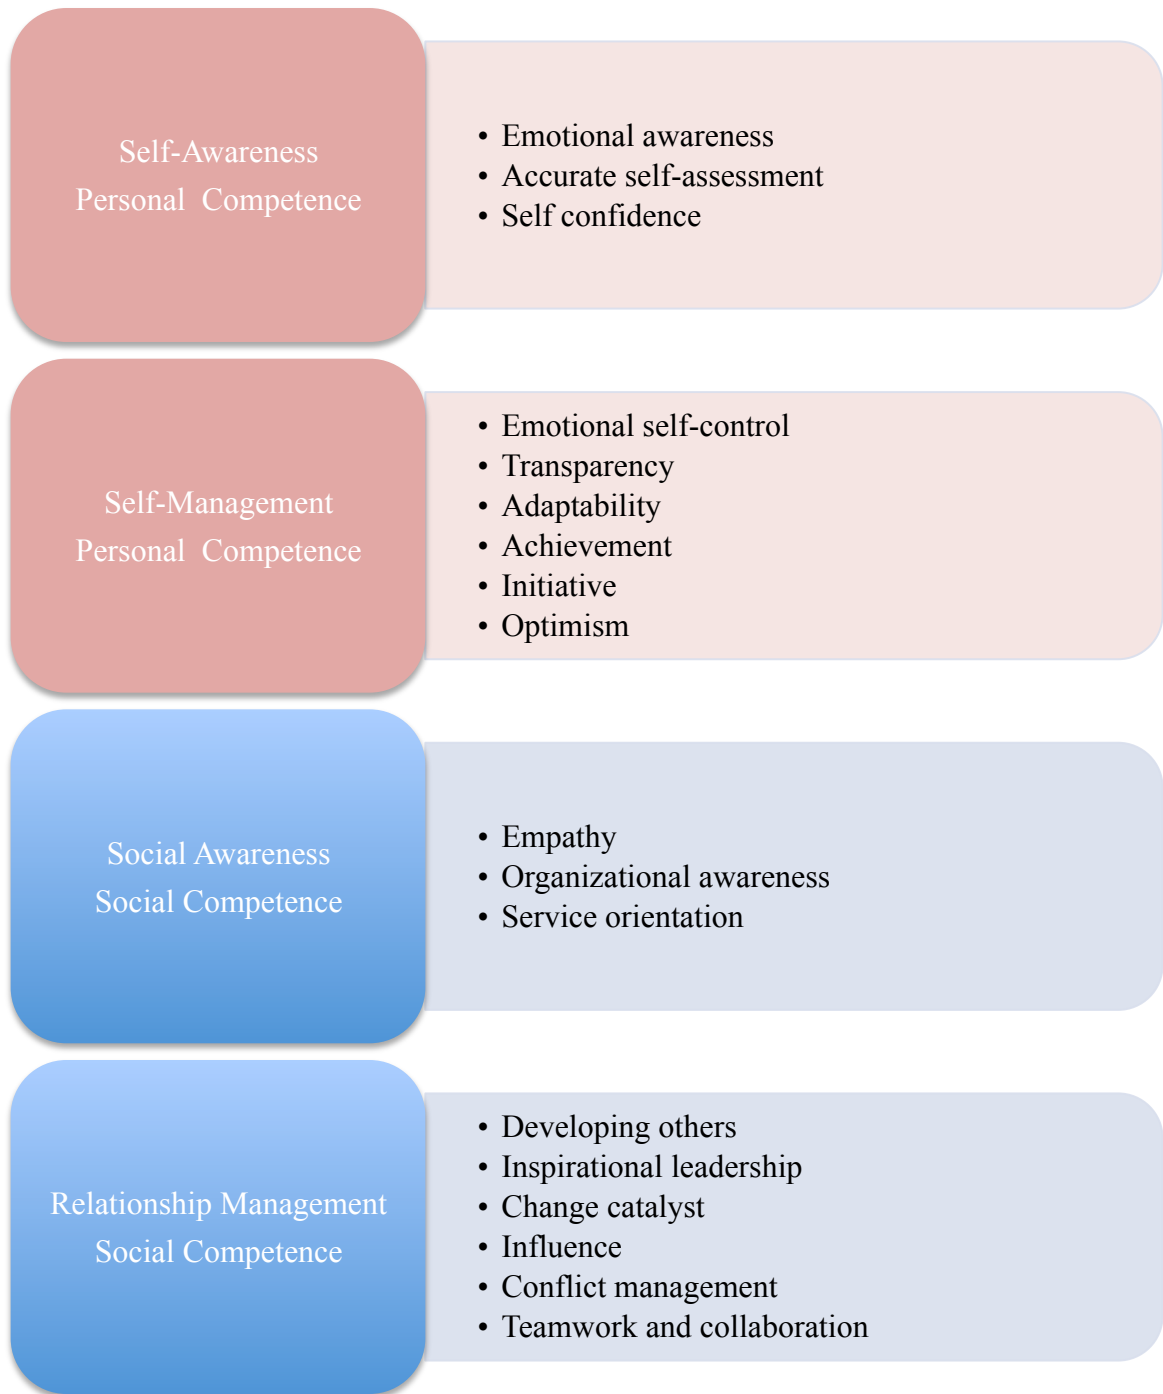 Self-Awareness
Personal  Competence
• Emotional awareness
• Accurate self-assessment
• Self confidence
Self-Management
Personal  Competence
• Emotional self-control
• Transparency
• Adaptability
• Achievement
• Initiative
• Optimism
Social Awareness
Social Competence
• Empathy
• Organizational awareness
• Service orientation
Relationship Management
Social Competence
• Developing others
• Inspirational leadership
• Change catalyst
• Influence
• Conflict management
• Teamwork and collaboration